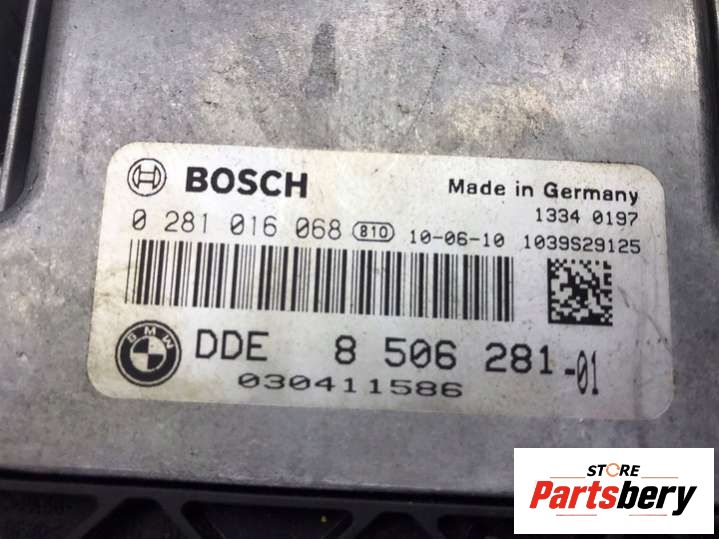 BOSCH
Made in Germany
1334 0197
0 281 016 068 810 10-06-10 1039S29125
BMW DDE 8 506 281-01
030411586
STORE
Partsbery